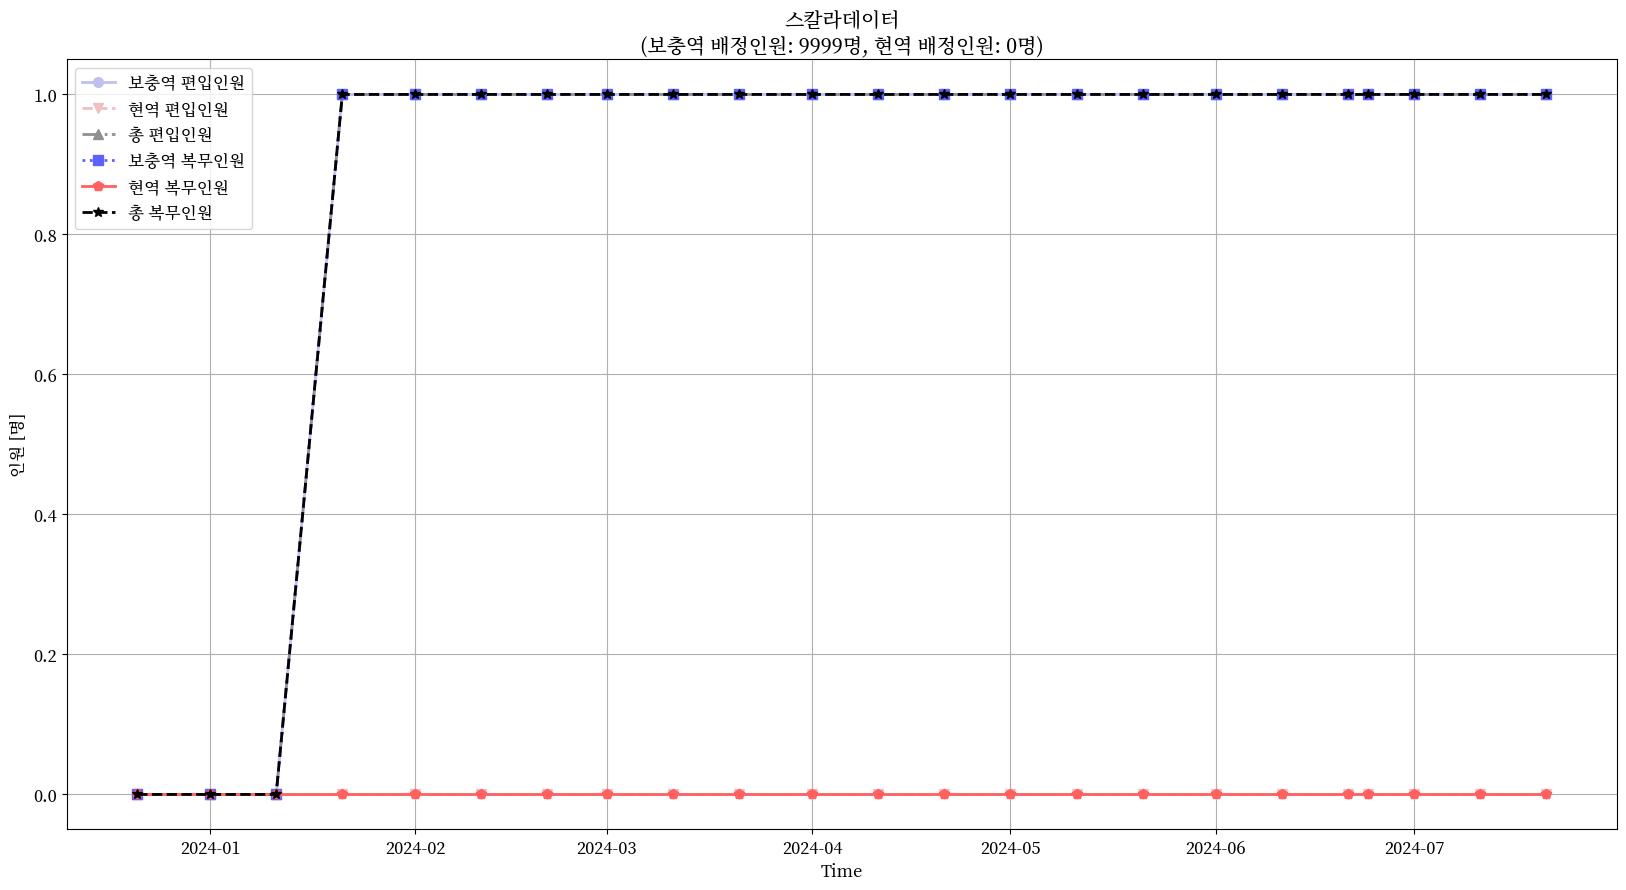 스칼라데이터
(보충역 배정인원: 9999명, 현역 배정인원: 0명)
보충역 편입인원
현역 편입인원
총 편입인원
보충역 복무인원
현역 복무인원
총 복무인원
1.0
0.8
0.6
0.4
0.2
0.0
인원 [명]
2024-01 2024-02 2024-03 2024-04 2024-05 2024-06 2024-07
Time